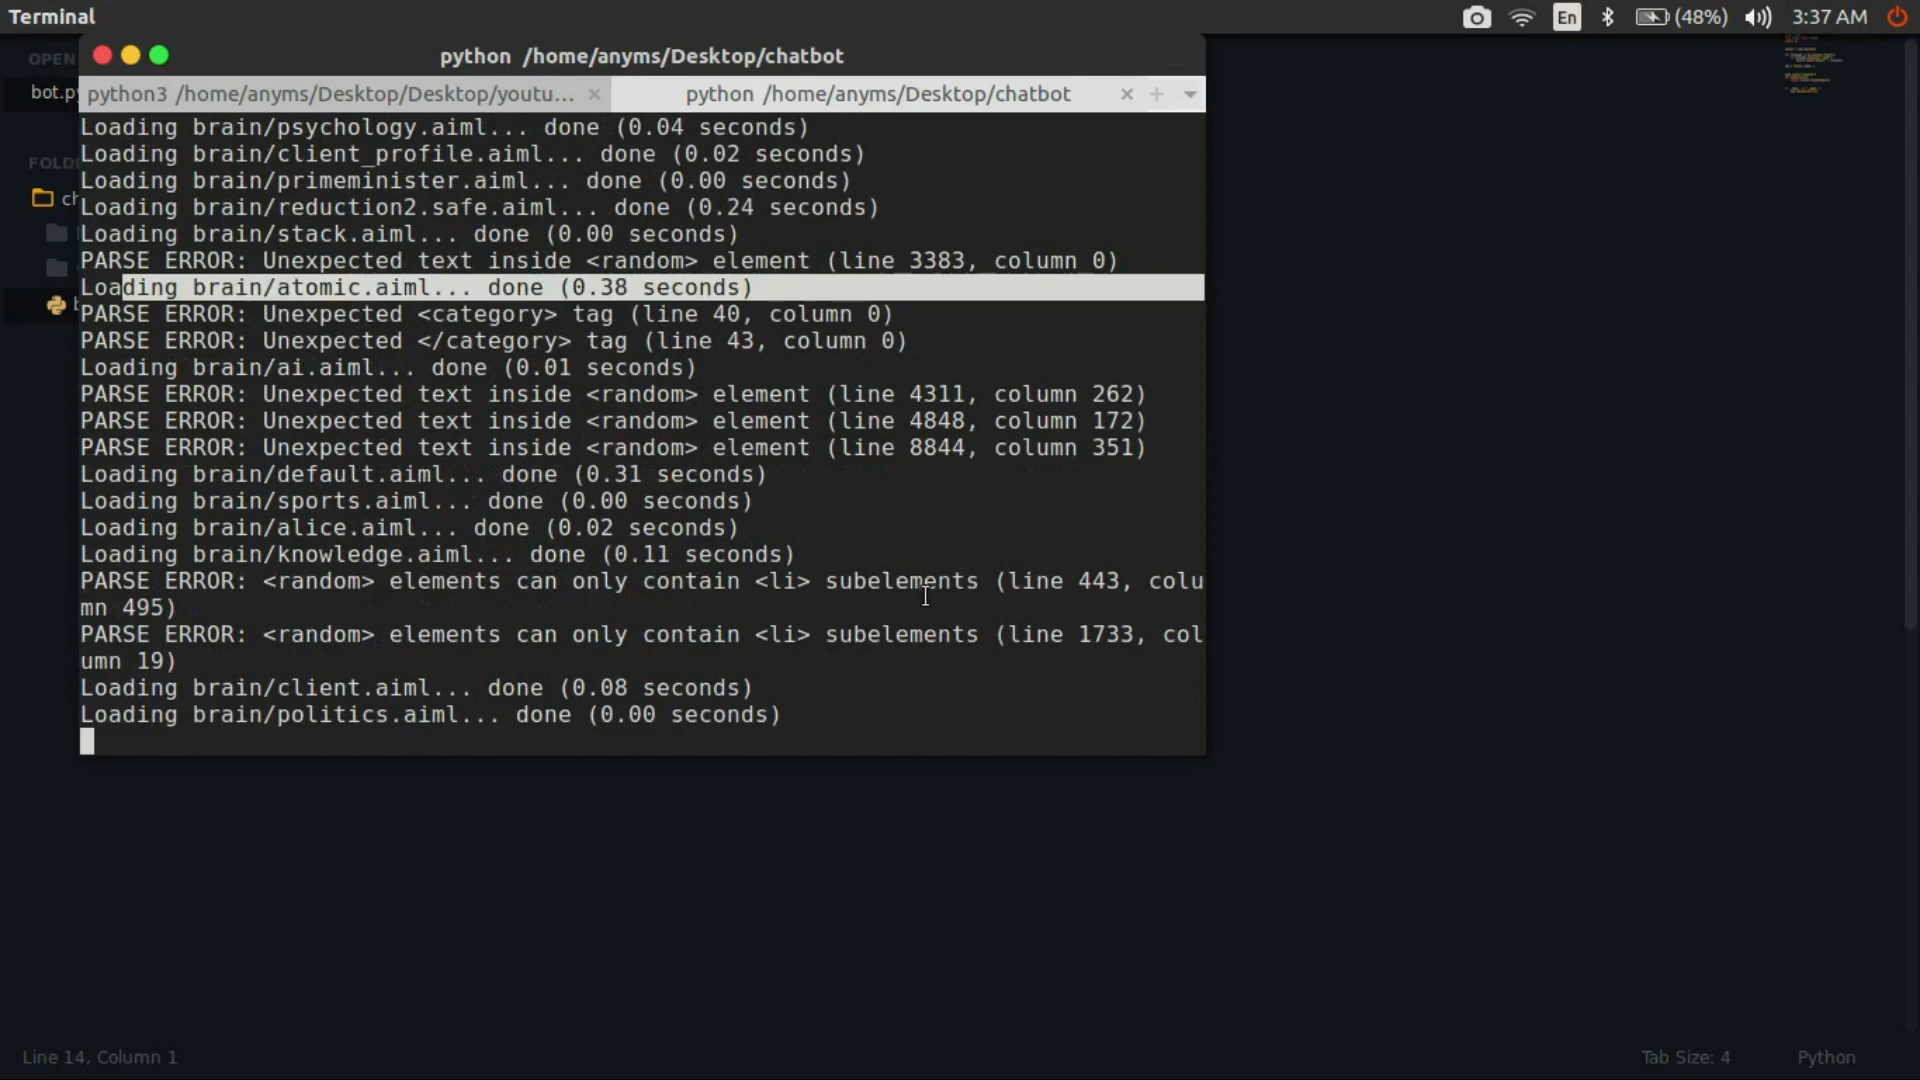 Terminal
En
(48%)
3:37 AM
python /home/anyms/Desktop/chatbot
python3 /home/anyms/Desktop/Desktop/youtu...
python /home/anyms/Desktop/chatbot
OPEN
bot.py
FOLD
ch
Loading brain/psychology.aiml... done (0.04 seconds)
Loading brain/client_profile.aiml... done (0.02 seconds)
Loading brain/primeminister.aiml... done (0.00 seconds)
Loading brain/reduction2.safe.aiml... done (0.24 seconds)
Loading brain/stack.aiml... done (0.00 seconds)
PARSE ERROR: Unexpected text inside <random> element (line 3383, column 0)
Loading brain/atomic.aiml... done (0.38 seconds)
PARSE ERROR: Unexpected <category> tag (line 40, column 0)
PARSE ERROR: Unexpected </category> tag (line 43, column 0)
Loading brain/ai.aiml... done (0.01 seconds)
PARSE ERROR: Unexpected text inside <random> element (line 4311, column 262)
PARSE ERROR: Unexpected text inside <random> element (line 4848, column 172)
PARSE ERROR: Unexpected text inside <random> element (line 8844, column 351)
Loading brain/default.aiml... done (0.31 seconds)
Loading brain/sports.aiml... done (0.00 seconds)
Loading brain/alice.aiml... done (0.02 seconds)
Loading brain/knowledge.aiml... done (0.11 seconds)
PARSE ERROR: <random> elements can only contain <li> subelements (line 443, colu
mn 495)
PARSE ERROR: <random> elements can only contain <li> subelements (line 1733, col
umn 19)
Loading brain/client.aiml... done (0.08 seconds)
Loading brain/politics.aiml... done (0.00 seconds)
Line 14, Column 1
Tab Size: 4
Python